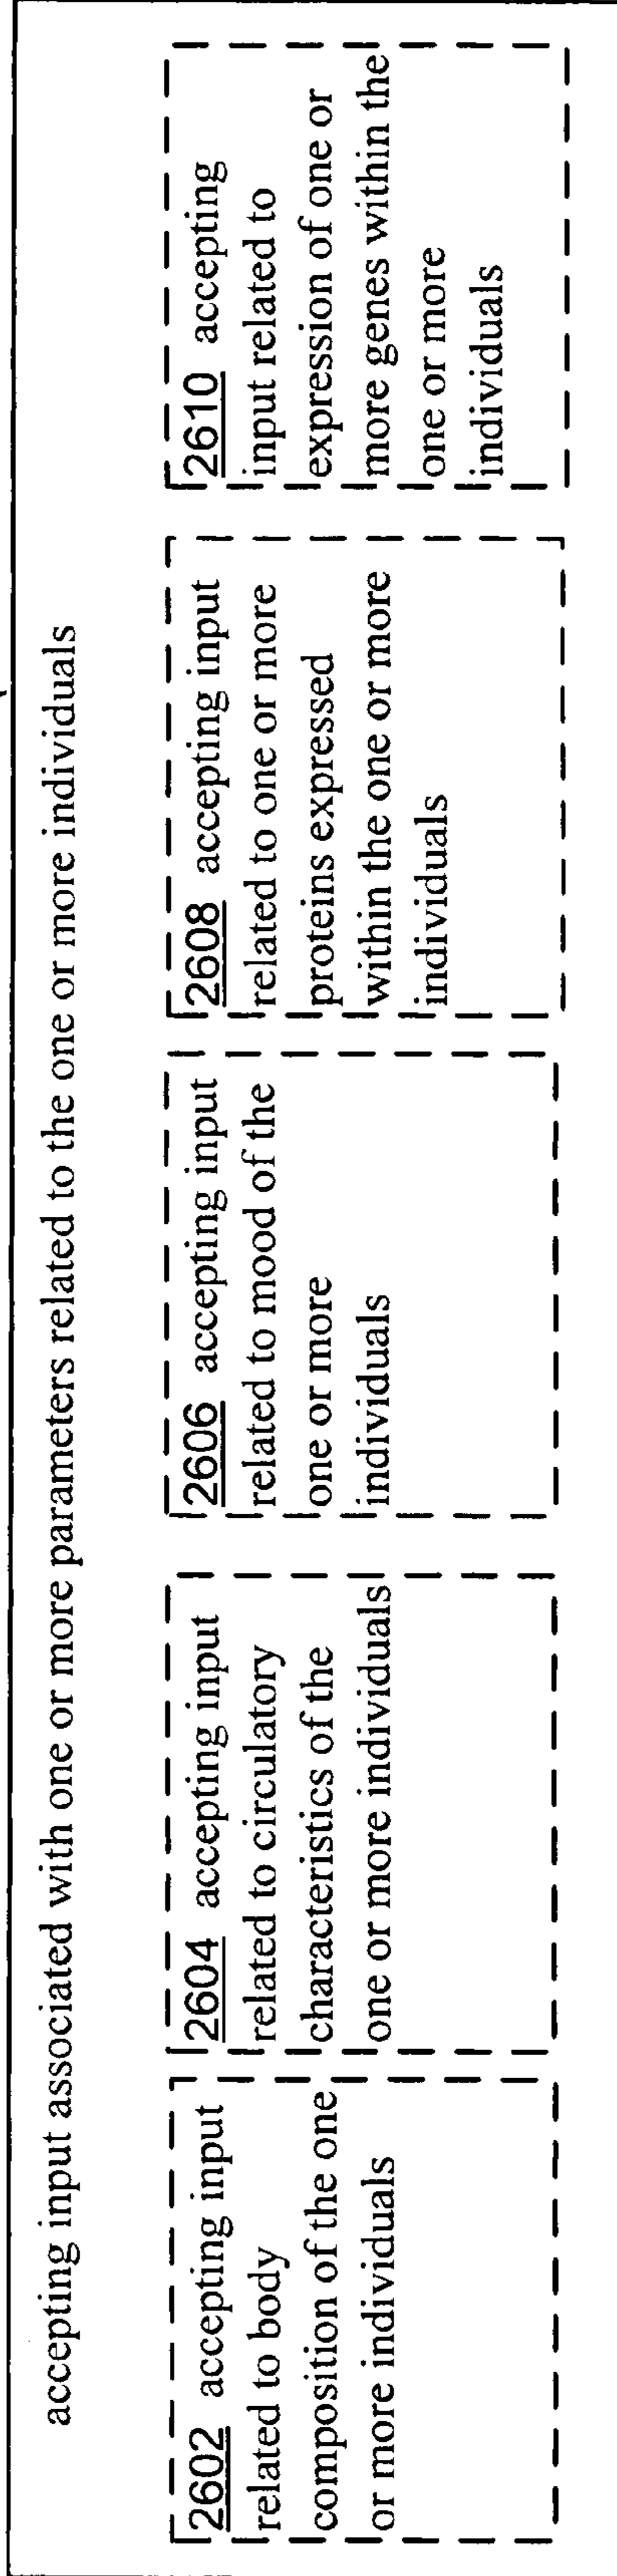 accepting input associated with one or more parameters related to the one or more individuals
2602 accepting input
related to body
composition of the one
or more individuals
2604 accepting input
related to circulatory
characteristics of the
one or more individuals
2606 accepting input
related to mood of the
one or more
individuals
2608 accepting input
related to one or more
proteins expressed
within the one or more
individuals
2610 accepting
input related to
expression of one or
more genes within the
one or more
individuals